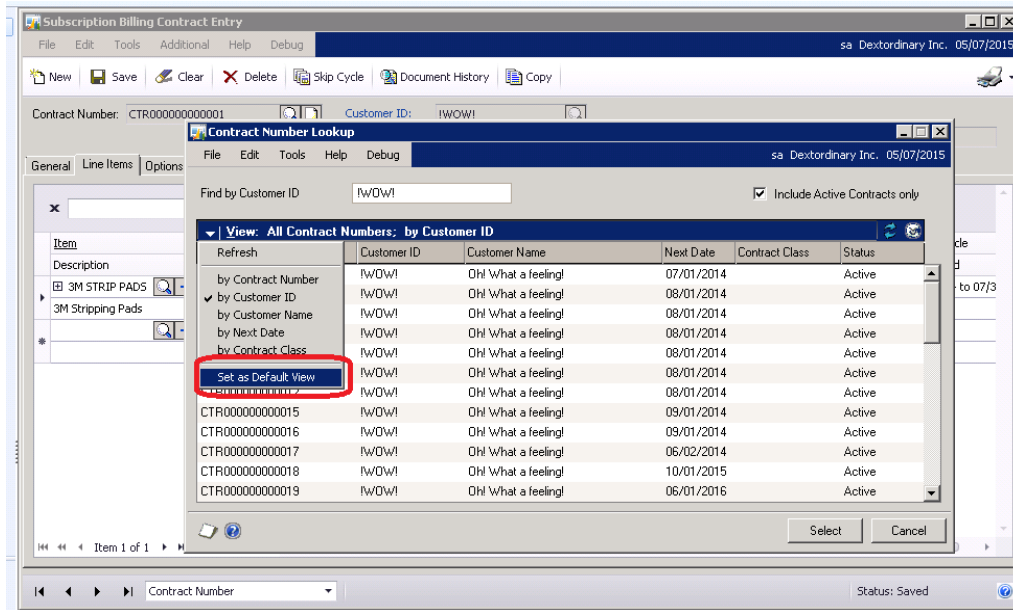 Subscription Billing Contract Entry
File Edit Tools Additional Help Debug sa Dextordinary Inc. 05/07/2015
New Save Clear Delete Skip Cycle Document History Copy
Contract Number: CTR000000000001 Customer ID: !WOW!
General Line Items Options
x
Item
Description
3M STRIP PADS
3M Stripping Pads
to 07/3
Item 1 of 1
Contract Number Status: Saved
Contract Number Lookup
File Edit Tools Help Debug sa Dextordinary Inc. 05/07/2015
Find by Customer ID !WOW! Include Active Contracts only
View: All Contract Numbers; by Customer ID
Refresh
by Contract Number
by Customer ID
by Customer Name
by Next Date
by Contract Class
Set as Default View
Customer ID Customer Name Next Date Contract Class Status
!WOW! Oh! What a feeling! 07/01/2014 Active
!WOW! Oh! What a feeling! 08/01/2014 Active
!WOW! Oh! What a feeling! 08/01/2014 Active
!WOW! Oh! What a feeling! 08/01/2014 Active
!WOW! Oh! What a feeling! 08/01/2014 Active
!WOW! Oh! What a feeling! 08/01/2014 Active
CTR000000000012 !WOW! Oh! What a feeling! 08/01/2014 Active
CTR000000000015 !WOW! Oh! What a feeling! 09/01/2014 Active
CTR000000000016 !WOW! Oh! What a feeling! 09/01/2014 Active
CTR000000000017 !WOW! Oh! What a feeling! 06/02/2014 Active
CTR000000000018 !WOW! Oh! What a feeling! 10/01/2015 Active
CTR000000000019 !WOW! Oh! What a feeling! 06/01/2016 Active
Select Cancel